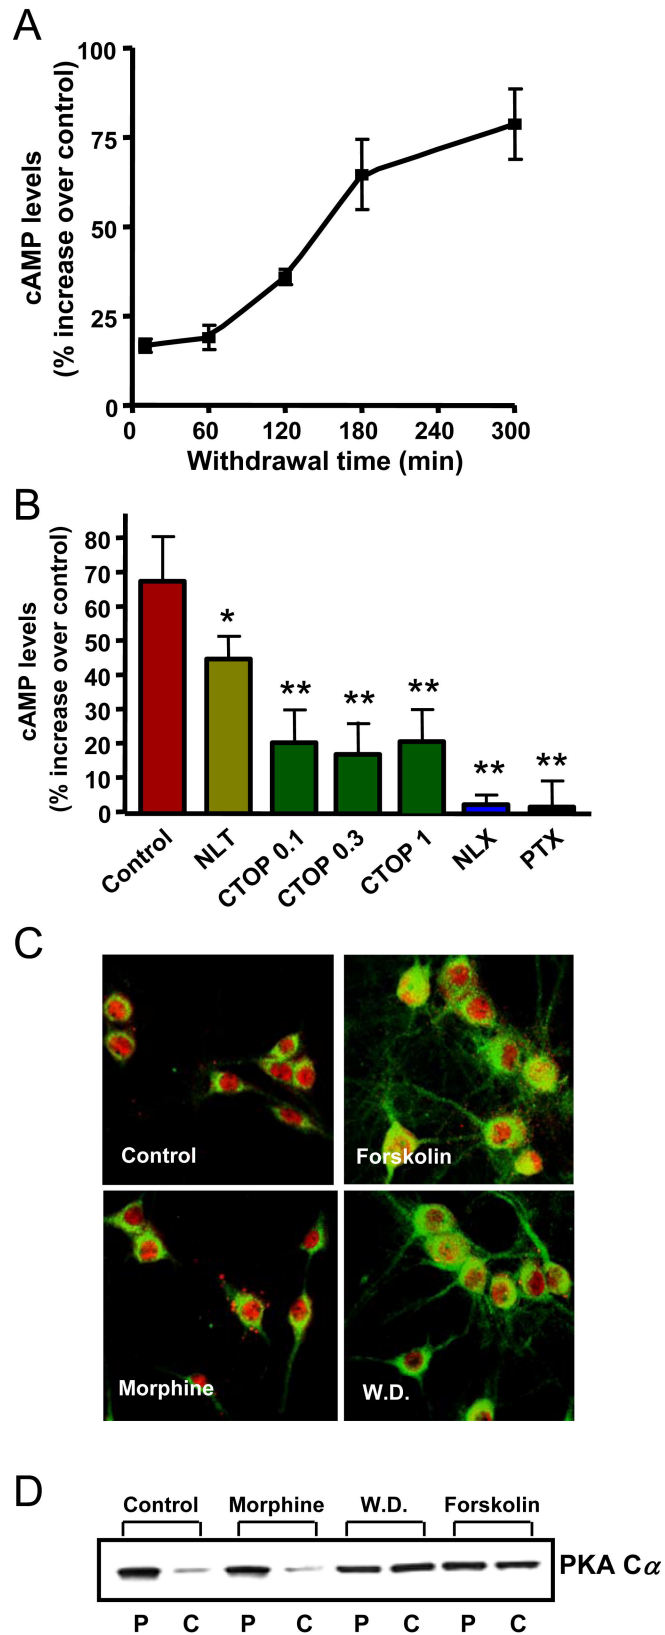 A
cAMP levels
(% increase over control)
100
75
50
25
0
0 60 120 180 240 300
Withdrawal time (min)
B
cAMP levels
(% increase over control)
80
70
60
50
40
30
20
10
0
* ** ** ** ** **
Control NLT CTOP 0.1 CTOP 0.3 CTOP 1 NLX PTX
C
Control
Forskolin
Morphine
W.D.
D
Control Morphine W.D. Forskolin
PKA Cα
P C P C P C P C